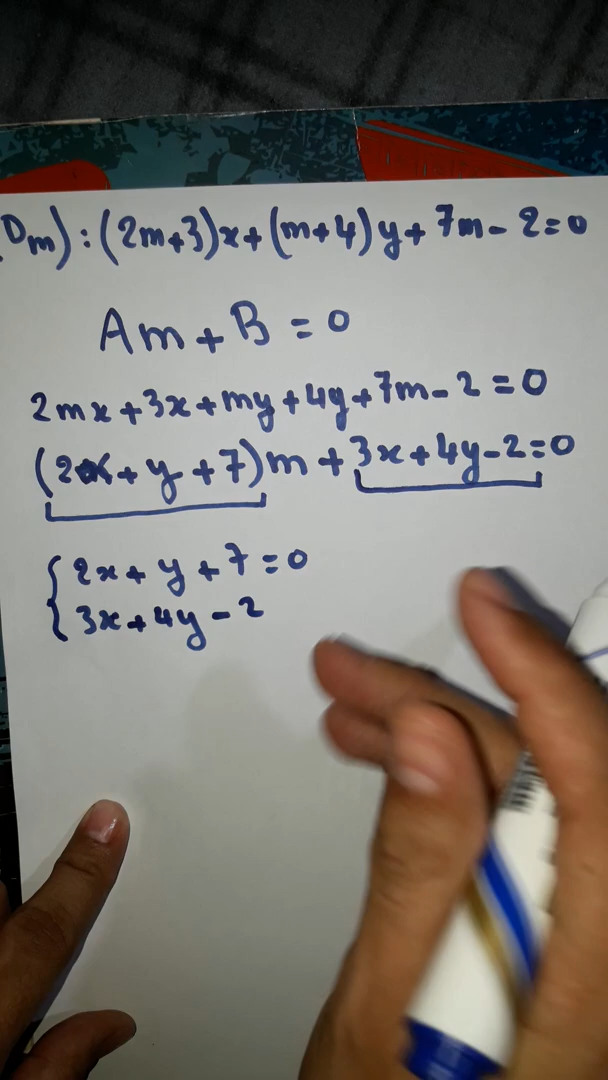 Dm) : (2m+3)x + (m+4)y + 7m - 2 = 0
Am + B = 0
2mx + 3x + my + 4y + 7m - 2 = 0
(2x + y + 7)m + 3x + 4y - 2 = 0
{ 2x + y + 7 = 0
3x + 4y - 2